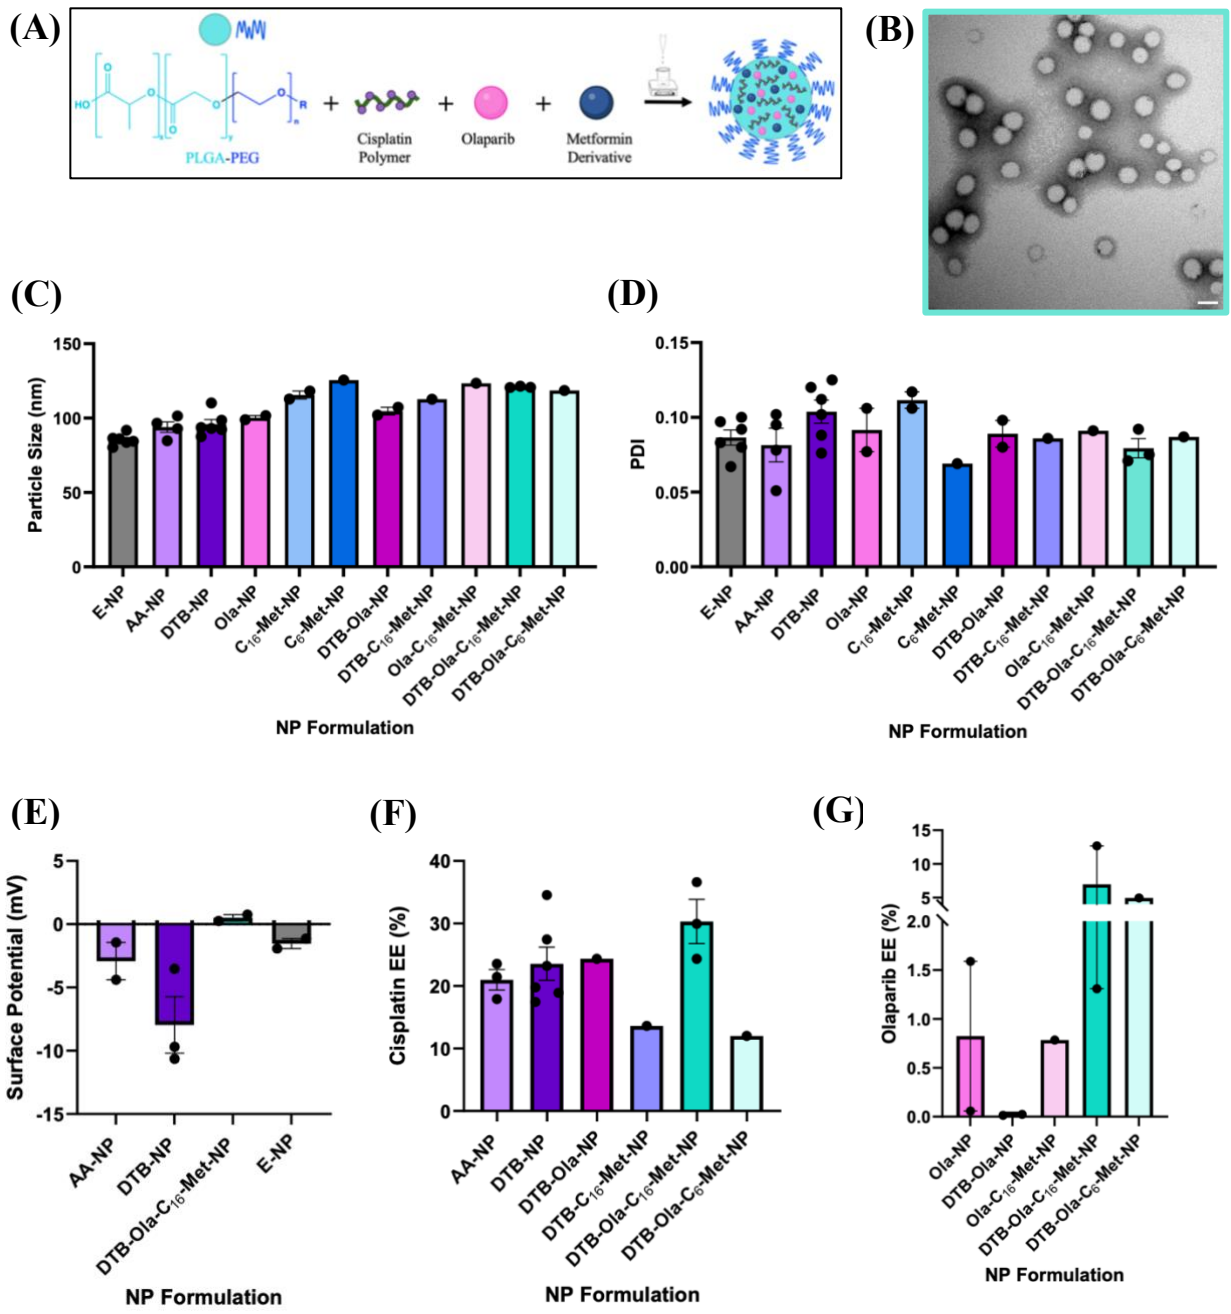 (A)
HO
O
O
O
O
O
O
R
x
y
n
PLGA-PEG
+
Cisplatin
Polymer
+
Olaparib
+
Metformin
Derivative
(B)
(C)
Particle Size (nm)
150
100
50
0
E-NP
AA-NP
DTB-NP
Ola-NP
C₁₆-Met-NP
C₆-Met-NP
DTB-Ola-NP
DTB-C₁₆-Met-NP
Ola-C₁₆-Met-NP
DTB-Ola-C₁₆-Met-NP
DTB-Ola-C₆-Met-NP
NP Formulation
(D)
PDI
0.15
0.10
0.05
0.00
E-NP
AA-NP
DTB-NP
Ola-NP
C₁₆-Met-NP
C₆-Met-NP
DTB-Ola-NP
DTB-C₁₆-Met-NP
Ola-C₁₆-Met-NP
DTB-Ola-C₁₆-Met-NP
DTB-Ola-C₆-Met-NP
NP Formulation
(E)
Surface Potential (mV)
5
0
-5
-10
-15
AA-NP
DTB-NP
DTB-Ola-C₁₆-Met-NP
E-NP
NP Formulation
(F)
Cisplatin EE (%)
40
30
20
10
0
AA-NP
DTB-NP
DTB-Ola-NP
DTB-C₁₆-Met-NP
DTB-Ola-C₁₆-Met-NP
DTB-Ola-C₆-Met-NP
NP Formulation
(G)
Olaparib EE (%)
15
10
5
2.0
1.5
1.0
0.5
0.0
Ola-NP
DTB-Ola-NP
Ola-C₁₆-Met-NP
DTB-Ola-C₁₆-Met-NP
DTB-Ola-C₆-Met-NP
NP Formulation